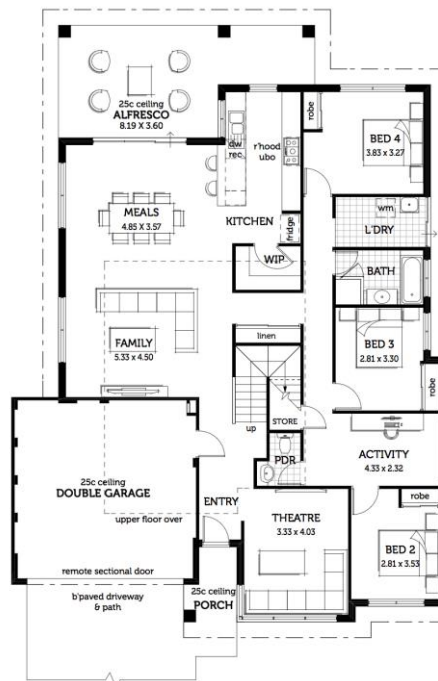 25c ceiling
ALFRESCO
8.19 X 3.60
dw
rec
r'hood
ubo
robe
BED 4
3.83 x 3.27
MEALS
4.85 X 3.57
KITCHEN
fridge
wm
L'DRY
WIP
BATH
linen
FAMILY
5.33 x 4.50
BED 3
2.81 x 3.30
robe
up
STORE
PDR
ACTIVITY
4.33 x 2.32
25c ceiling
DOUBLE GARAGE
upper floor over
ENTRY
THEATRE
3.33 x 4.03
robe
BED 2
2.81 x 3.53
remote sectional door
b'paved driveway
& path
25c ceiling
PORCH